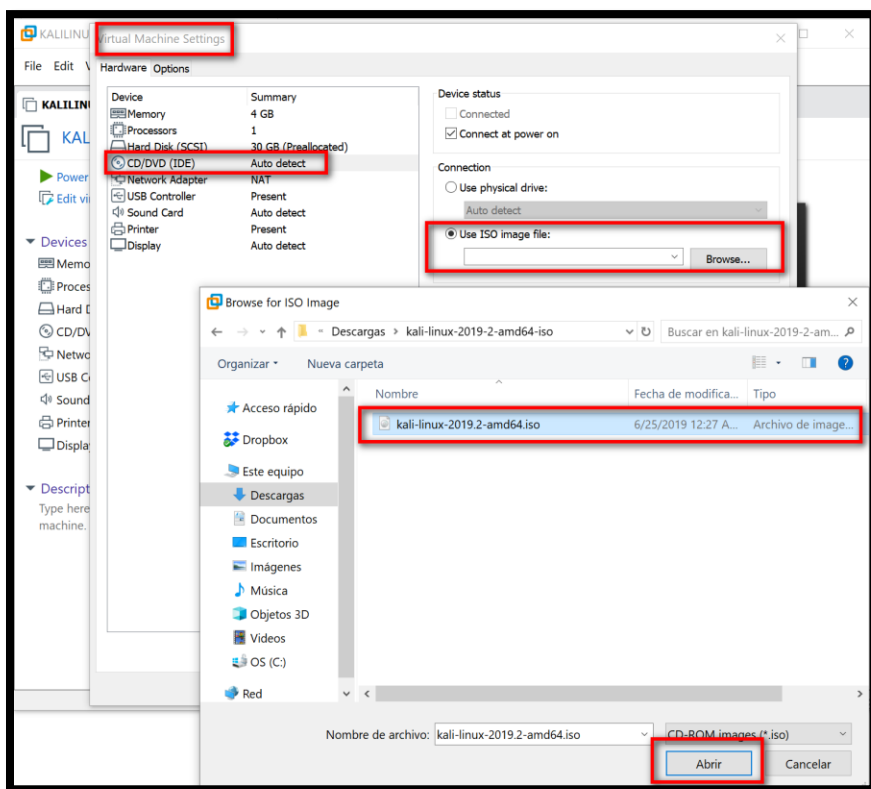 KALILINU
Virtual Machine Settings
File Edit V
Hardware Options
KALILINU
KAL
Power
Edit vi
Devices
Memo
Proces
Hard D
CD/DV
Netwo
USB Co
Sound
Printer
Display
Descript
Type here
machine.
Device Summary
Memory 4 GB
Processors 1
Hard Disk (SCSI) 30 GB (Preallocated)
CD/DVD (IDE) Auto detect
Network Adapter NAT
USB Controller Present
Sound Card Auto detect
Printer Present
Display Auto detect
Device status
Connected
Connect at power on
Connection
Use physical drive:
Auto detect
Use ISO image file:
Browse...
Browse for ISO Image
« Descargas > kali-linux-2019-2-amd64-iso
Buscar en kali-linux-2019-2-am...
Organizar Nueva carpeta
Acceso rápido
Dropbox
Este equipo
Descargas
Documentos
Escritorio
Imágenes
Música
Objetos 3D
Videos
OS (C:)
Red
Nombre Fecha de modifica... Tipo
kali-linux-2019.2-amd64.iso 6/25/2019 12:27 A... Archivo de image...
Nombre de archivo: kali-linux-2019.2-amd64.iso CD-ROM images (*.iso)
Abrir Cancelar